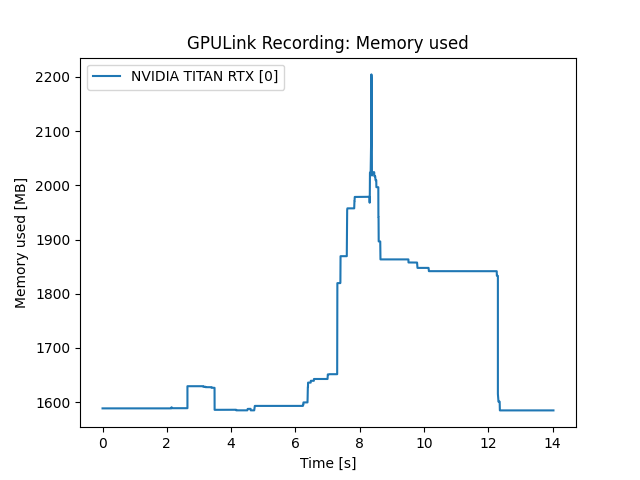 GPULink Recording: Memory used
NVIDIA TITAN RTX [0]
Memory used [MB]
2200
2100
2000
1900
1800
1700
1600
0 2 4 6 8 10 12 14
Time [s]